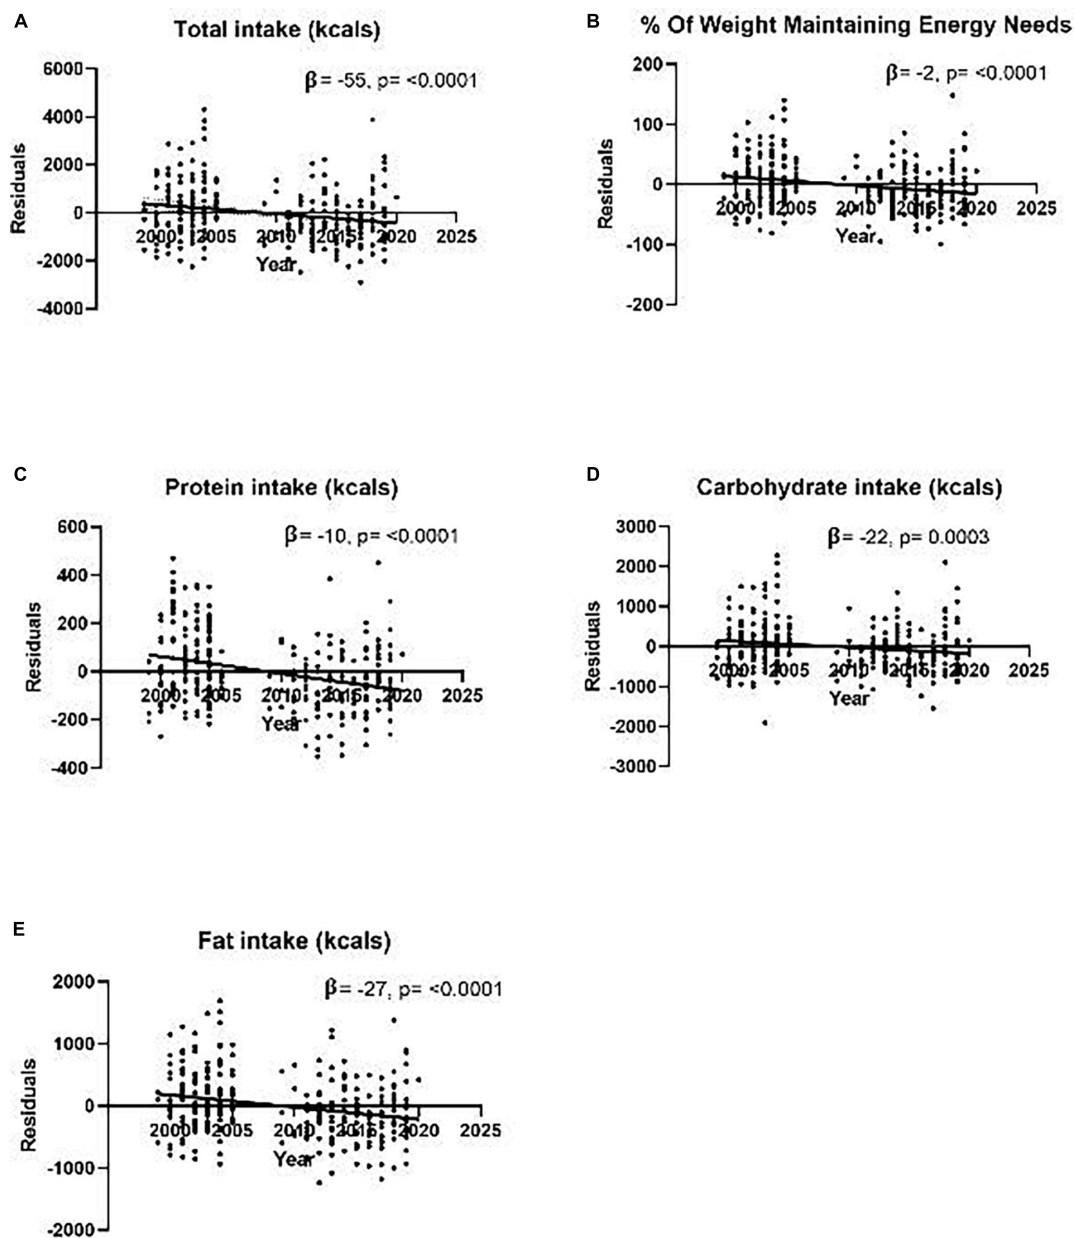 A
Total intake (kcals)
β= -55, p= <0.0001
6000
4000
2000
0
-2000
-4000
Residuals
2000 2005 2010 2015 2020 2025
Year
B
% Of Weight Maintaining Energy Needs
β= -2, p= <0.0001
200
100
0
-100
-200
Residuals
2000 2005 2010 2015 2020 2025
Year
C
Protein intake (kcals)
β= -10, p= <0.0001
600
400
200
0
-200
-400
Residuals
2000 2005 2010 2015 2020 2025
Year
D
Carbohydrate intake (kcals)
β= -22, p= 0.0003
3000
2000
1000
0
-1000
-2000
-3000
Residuals
2000 2005 2010 2015 2020 2025
Year
E
Fat intake (kcals)
β= -27, p= <0.0001
2000
1000
0
-1000
-2000
Residuals
2000 2005 2010 2015 2020 2025
Year